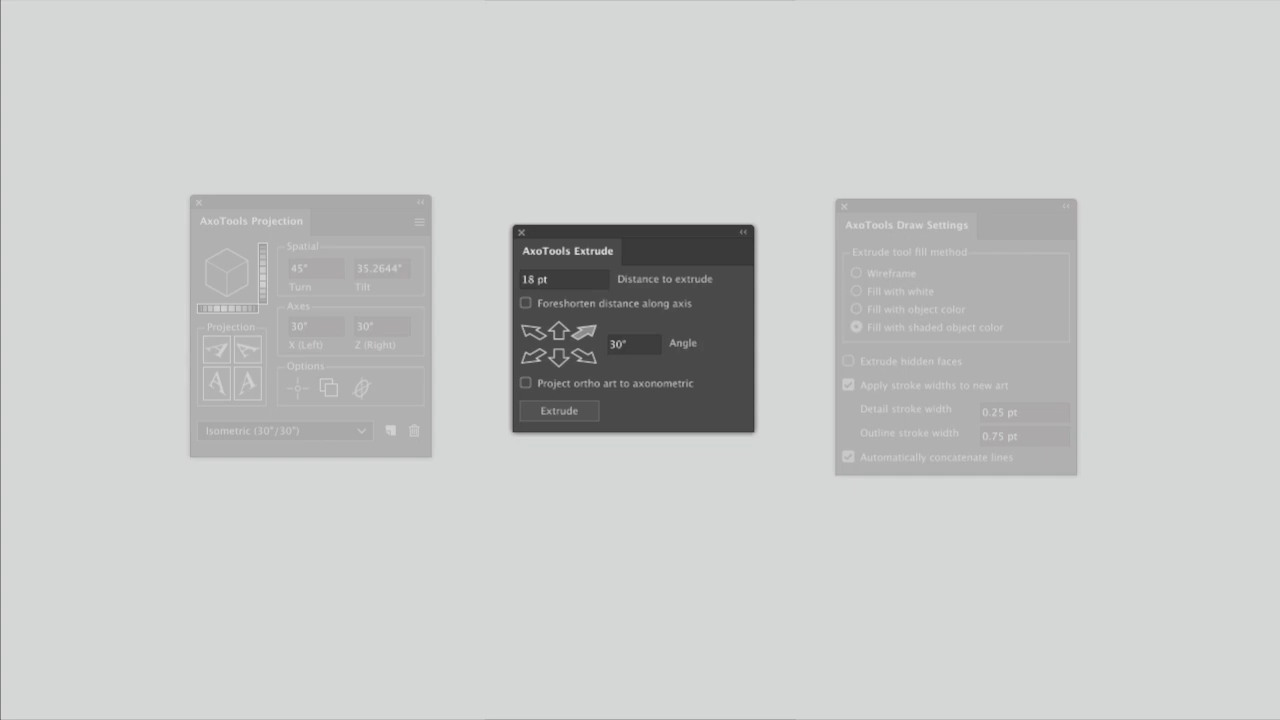 AxoTools Projection
Spatial
45° 35.2644°
Turn Tilt
Axes
30° 30°
X (Left) Z (Right)
Projection
A A
A A
Options
Isometric (30°/30°)
AxoTools Extrude
18 pt Distance to extrude
Foreshorten distance along axis
30° Angle
Project ortho art to axonometric
Extrude
AxoTools Draw Settings
Extrude tool fill method
Wireframe
Fill with white
Fill with object color
Fill with shaded object color
Extrude hidden faces
Apply stroke widths to new art
Detail stroke width 0.25 pt
Outline stroke width 0.75 pt
Automatically concatenate lines